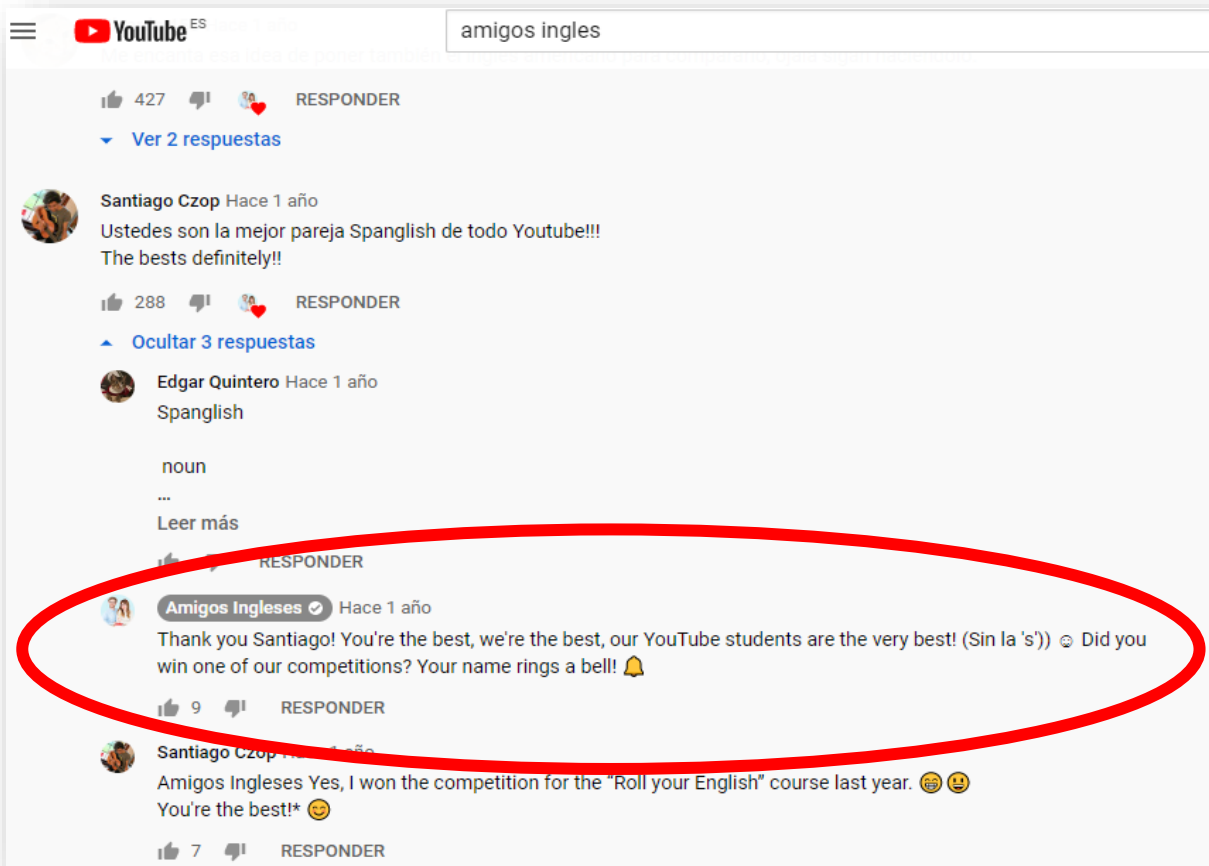 YouTube ES
amigos ingles
427 RESPONDER
Ver 2 respuestas
Santiago Czop Hace 1 año
Ustedes son la mejor pareja Spanglish de todo Youtube!!!
The bests definitely!!
288 RESPONDER
Ocultar 3 respuestas
Edgar Quintero Hace 1 año
Spanglish
noun
...
Leer más
RESPONDER
Amigos Ingleses Hace 1 año
Thank you Santiago! You're the best, we're the best, our YouTube students are the very best! (Sin la 's')) ☺ Did you
win one of our competitions? Your name rings a bell! 🔔
9 RESPONDER
Santiago Czop año
Amigos Ingleses Yes, I won the competition for the “Roll your English” course last year. 😁😃
You're the best!* 😊
7 RESPONDER